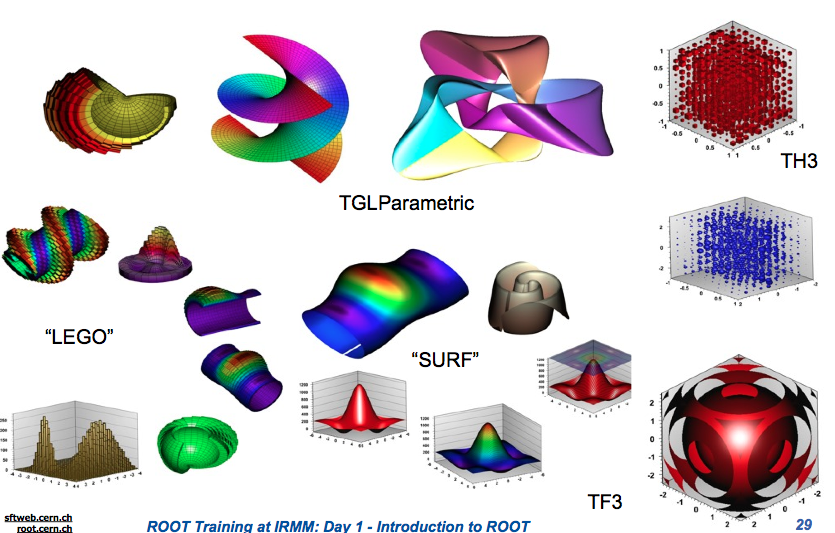 TH3
TGLParametric
“LEGO”
“SURF”
TF3
sftweb.cern.ch
root.cern.ch
ROOT Training at IRMM: Day 1 - Introduction to ROOT
29